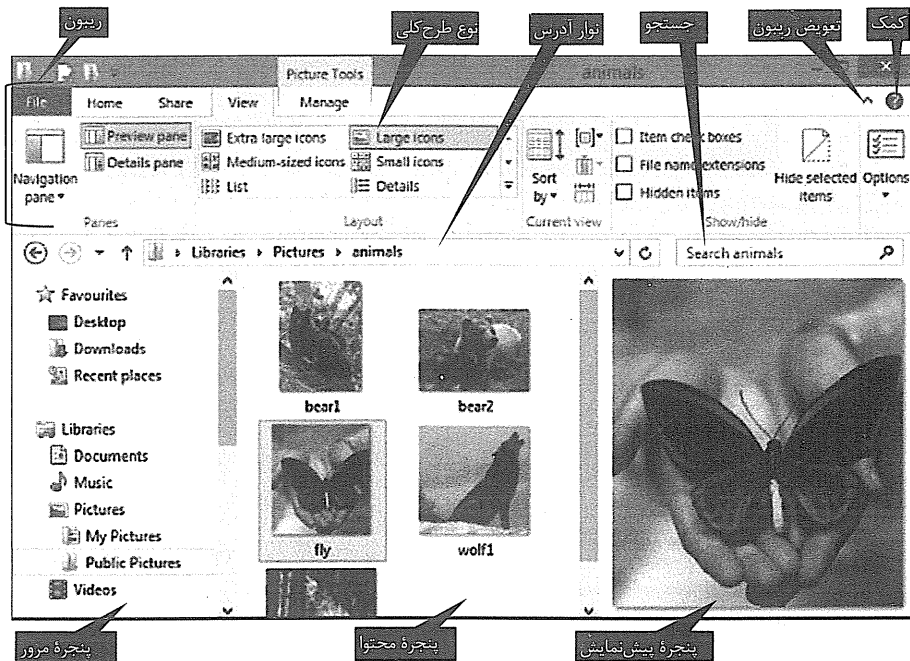 ریبون
نوع طرح‌کلی
نوار آدرس
جستجو
تعویض ریبون
کمک
Picture Tools
animals
File
Home
Share
View
Manage
Navigation pane
Preview pane
Details pane
Panes
Extra large icons
Large icons
Medium-sized icons
Small icons
List
Details
Layout
Sort by
Current view
Item check boxes
File name extensions
Hidden items
Hide selected items
Show/hide
Options
Libraries
Pictures
animals
Search animals
Favourites
Desktop
Downloads
Recent places
Libraries
Documents
Music
Pictures
My Pictures
Public Pictures
Videos
bear1
bear2
fly
wolf1
پنجرهٔ مرور
پنجرهٔ محتوا
پنجرهٔ پیش‌نمایش